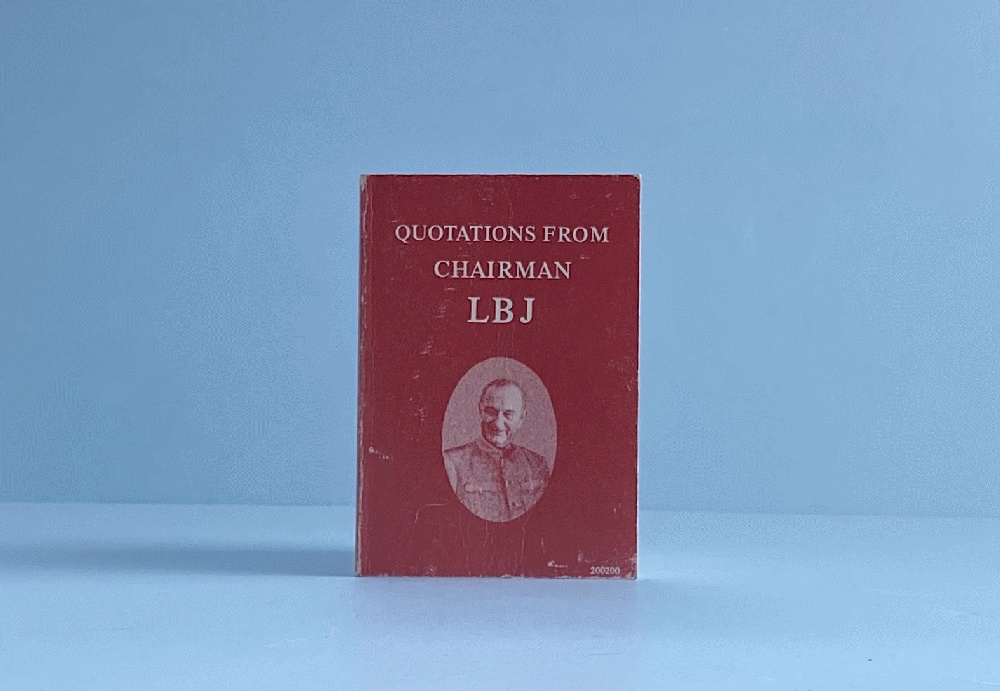 QUOTATIONS FROM
CHAIRMAN
LBJ
200200